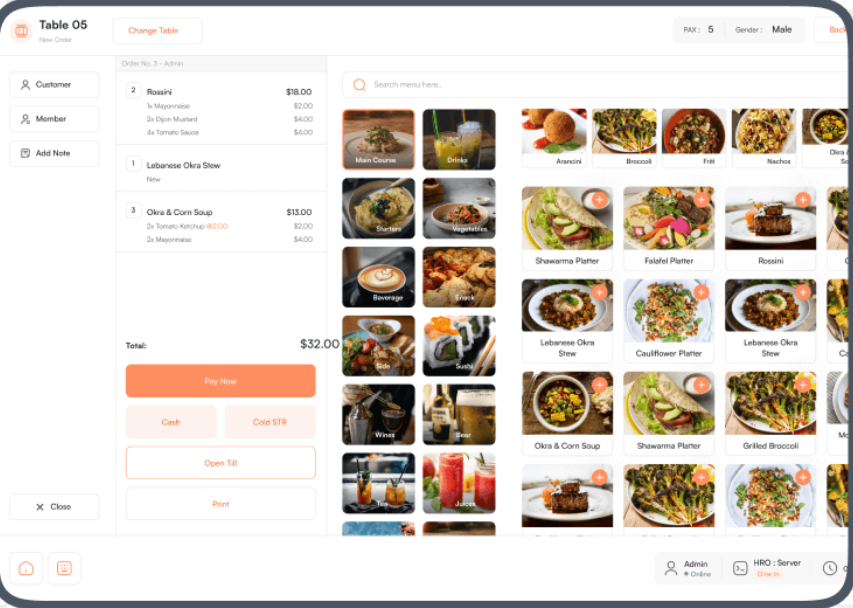 Table 05
New Order
Change Table
PAX : 5
Gender : Male
Back
Customer
Member
Add Note
Close
Order No. 3 - Admin
2 Rossini $18.00
1x Mayonnaise $2.00
2x Dijon Mustard $4.00
4x Tomato Sauce $4.00
1 Lebanese Okra Stew
New
3 Okra & Corn Soup $13.00
2x Tomato Ketchup @2.00 $2.00
2x Mayonnaise $4.00
Total: $32.00
Pay Now
Cash
Cold STR
Open Till
Print
Search menu here..
Main Course
Drinks
Starters
Vegetables
Baverage
Snack
Side
Sushi
Wines
Beer
Tea
Juices
Arancini
Broccoli
Friti
Nachos
Okra &
Shawarma Platter
Falafel Platter
Rossini
Lebanese Okra
Stew
Cauliflower Platter
Lebanese Okra
Stew
Okra & Corn Soup
Shawarma Platter
Grilled Broccoli
Admin
Online
HRO : Server
Dine In